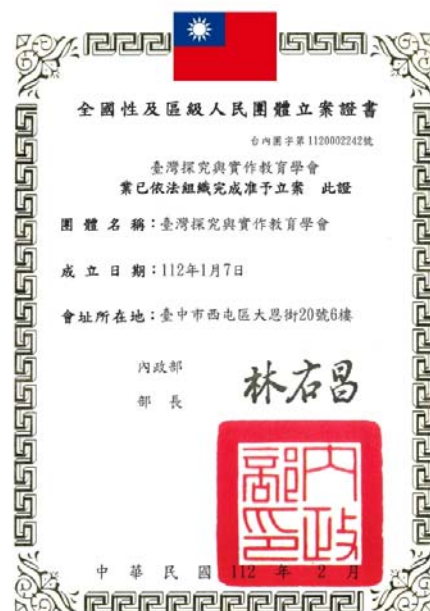 全國性及區級人民團體立案證書
台內團字第1120002242號
臺灣探究與實作教育學會
業已依法組織完成准予立案 此證
團體名稱：臺灣探究與實作教育學會
成立日期：112年1月7日
會址所在地：臺中市西屯區大恩街20號6樓
內政部
部長 林右昌
內政部印
中華民國112年2月